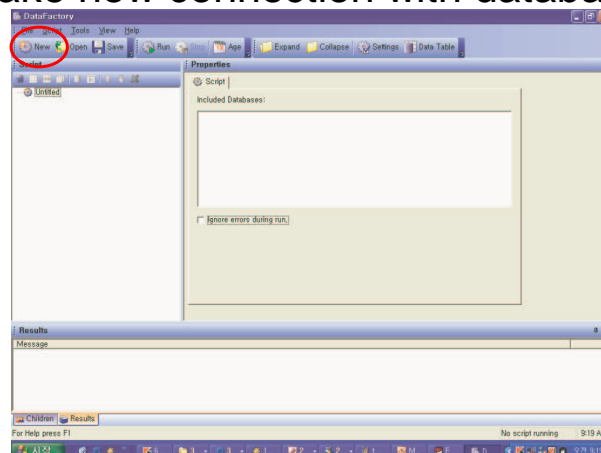 ake new connection with databa
DataFactory
File Script Tools View Help
New Open Save Run Stop Age Expand Collapse Settings Data Table
Script
Properties
Untitled
Script
Included Databases:
Ignore errors during run,
Results
Message
Children Results
For Help press F1
No script running 9:19 A
시작